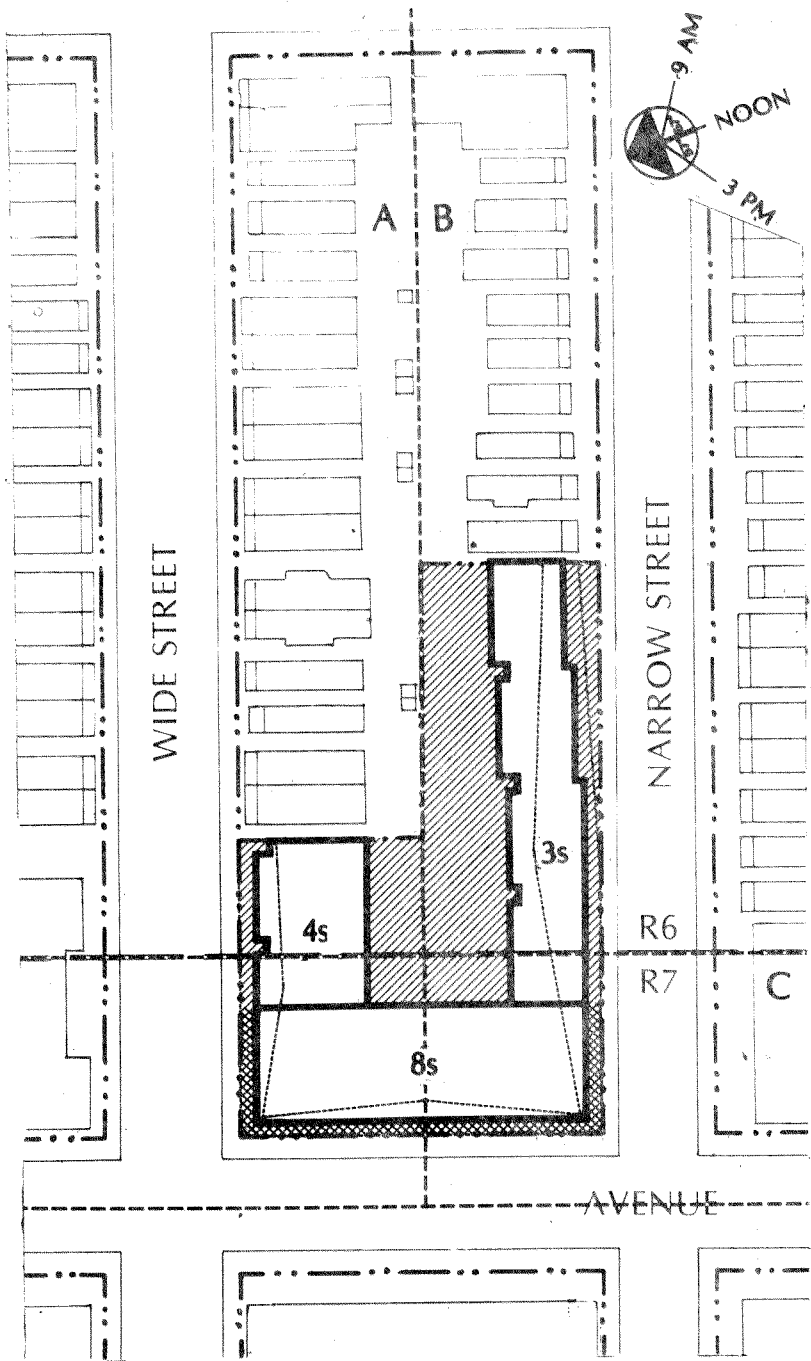 9 AM
NOON
3 PM
A
B
WIDE STREET
NARROW STREET
3s
4s
R6
R7
C
8s
AVENUE